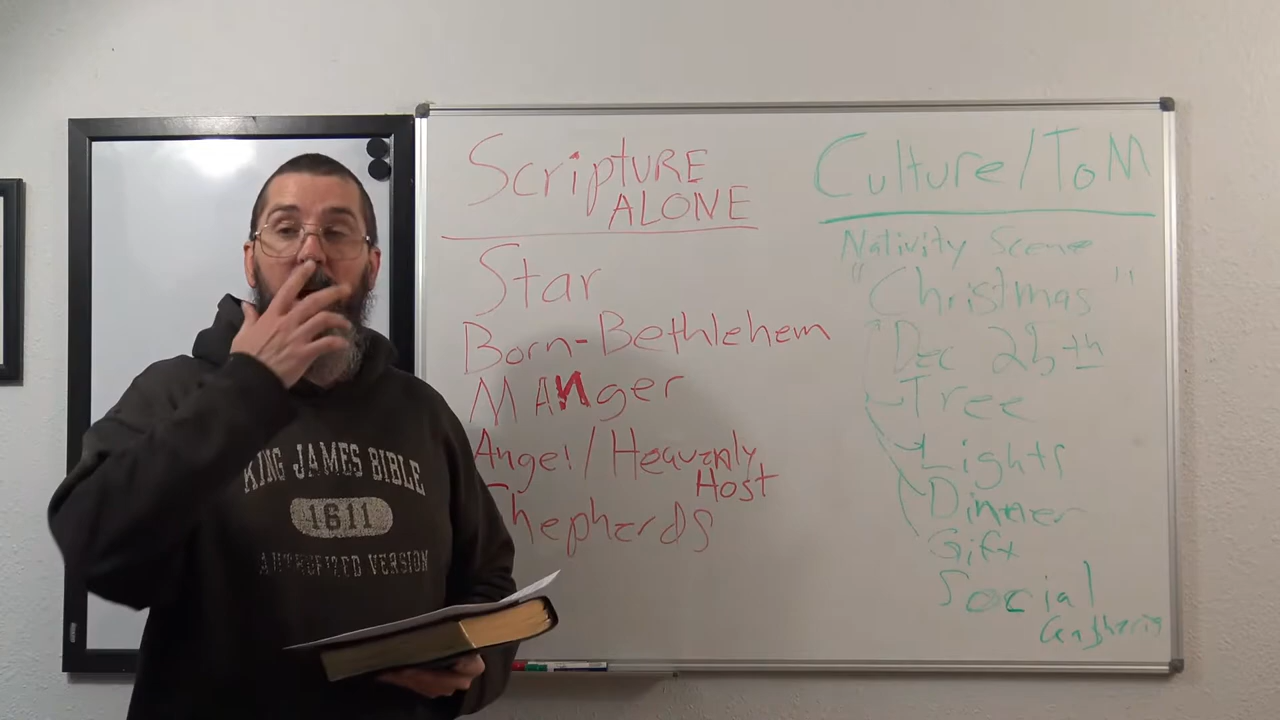 Scripture
ALONE
Star
Born-Bethlehem
MANger
Angel/Heavenly
Host
Shepherds
Culture/ToM
Nativity Scene
"Christmas"
Dec 25th
Tree
Lights
Dinner
Gift
Social
Gathering
KING JAMES BIBLE
1611
AUTHORIZED VERSION